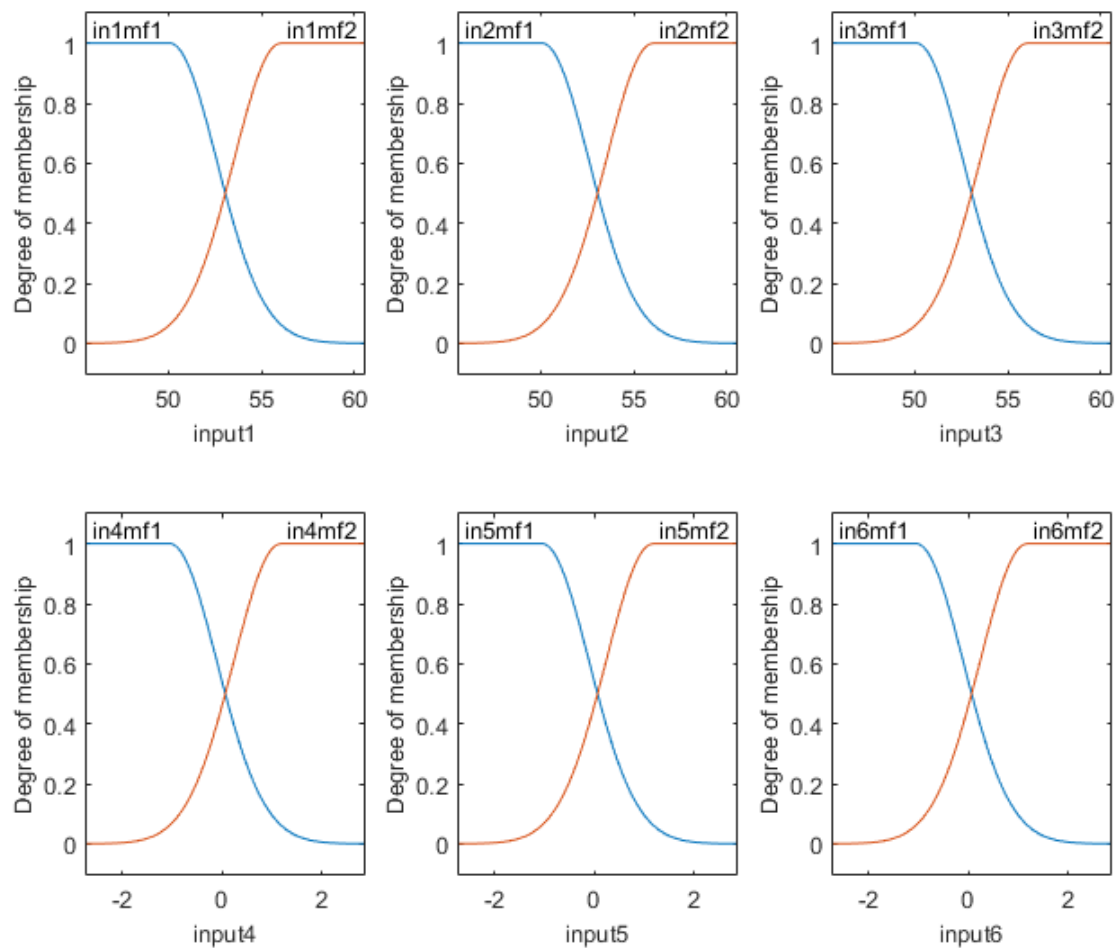 in1mf1 in1mf2
1
0.8
0.6
0.4
0.2
0
Degree of membership
50 55 60
input1
in2mf1 in2mf2
1
0.8
0.6
0.4
0.2
0
Degree of membership
50 55 60
input2
in3mf1 in3mf2
1
0.8
0.6
0.4
0.2
0
Degree of membership
50 55 60
input3
in4mf1 in4mf2
1
0.8
0.6
0.4
0.2
0
Degree of membership
-2 0 2
input4
in5mf1 in5mf2
1
0.8
0.6
0.4
0.2
0
Degree of membership
-2 0 2
input5
in6mf1 in6mf2
1
0.8
0.6
0.4
0.2
0
Degree of membership
-2 0 2
input6